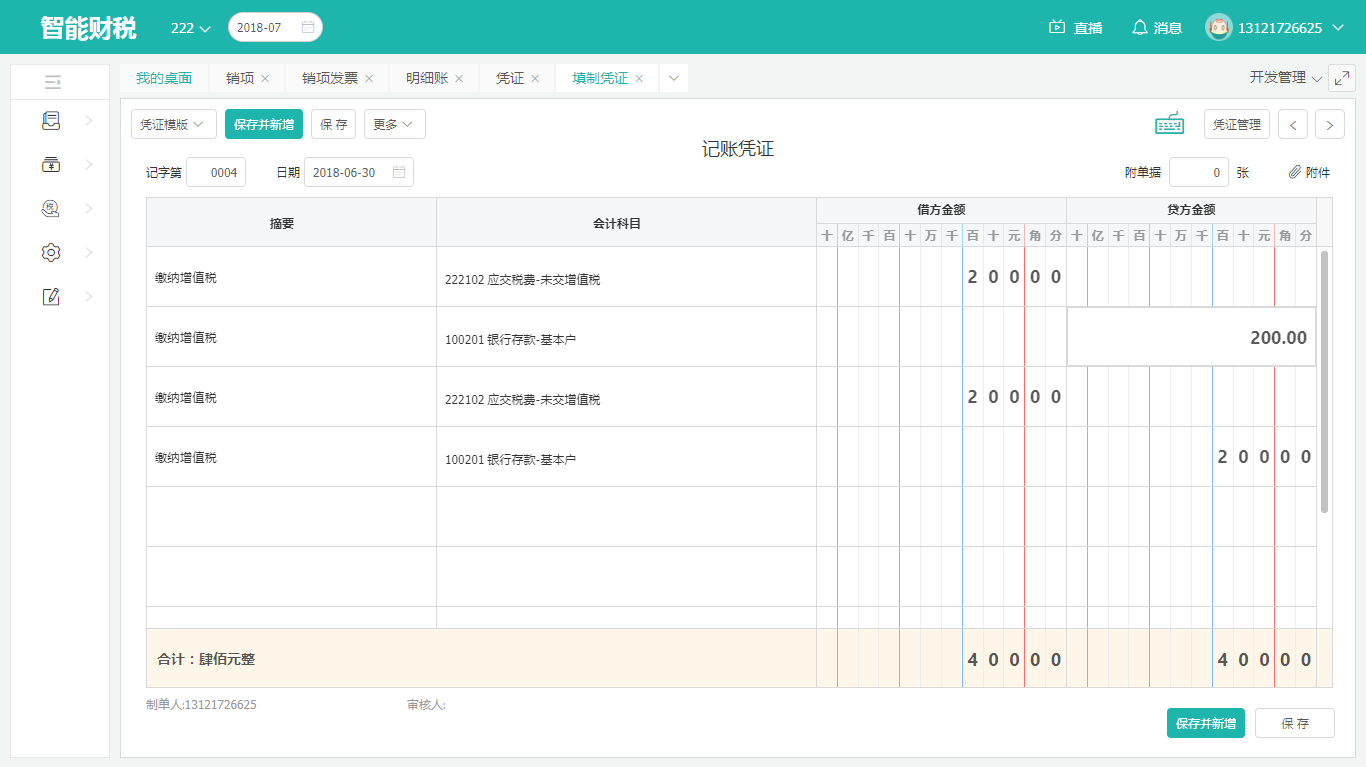 智能财税 222 2018-07 直播 消息 13121726625
我的桌面 销项 销项发票 明细账 凭证 填制凭证 开发管理
凭证模版 保存并新增 保 存 更多 凭证管理
记账凭证
记字第 0004 日期 2018-06-30 附单据 0 张 附件
摘要 会计科目 借方金额 贷方金额
十 亿 千 百 十 万 千 百 十 元 角 分 十 亿 千 百 十 万 千 百 十 元 角 分
缴纳增值税 222102 应交税费-未交增值税 2 0 0 0 0
缴纳增值税 100201 银行存款-基本户 200.00
缴纳增值税 222102 应交税费-未交增值税 2 0 0 0 0
缴纳增值税 100201 银行存款-基本户 2 0 0 0 0
合计：肆佰元整 4 0 0 0 0 4 0 0 0 0
制单人:13121726625 审核人:
保存并新增 保 存